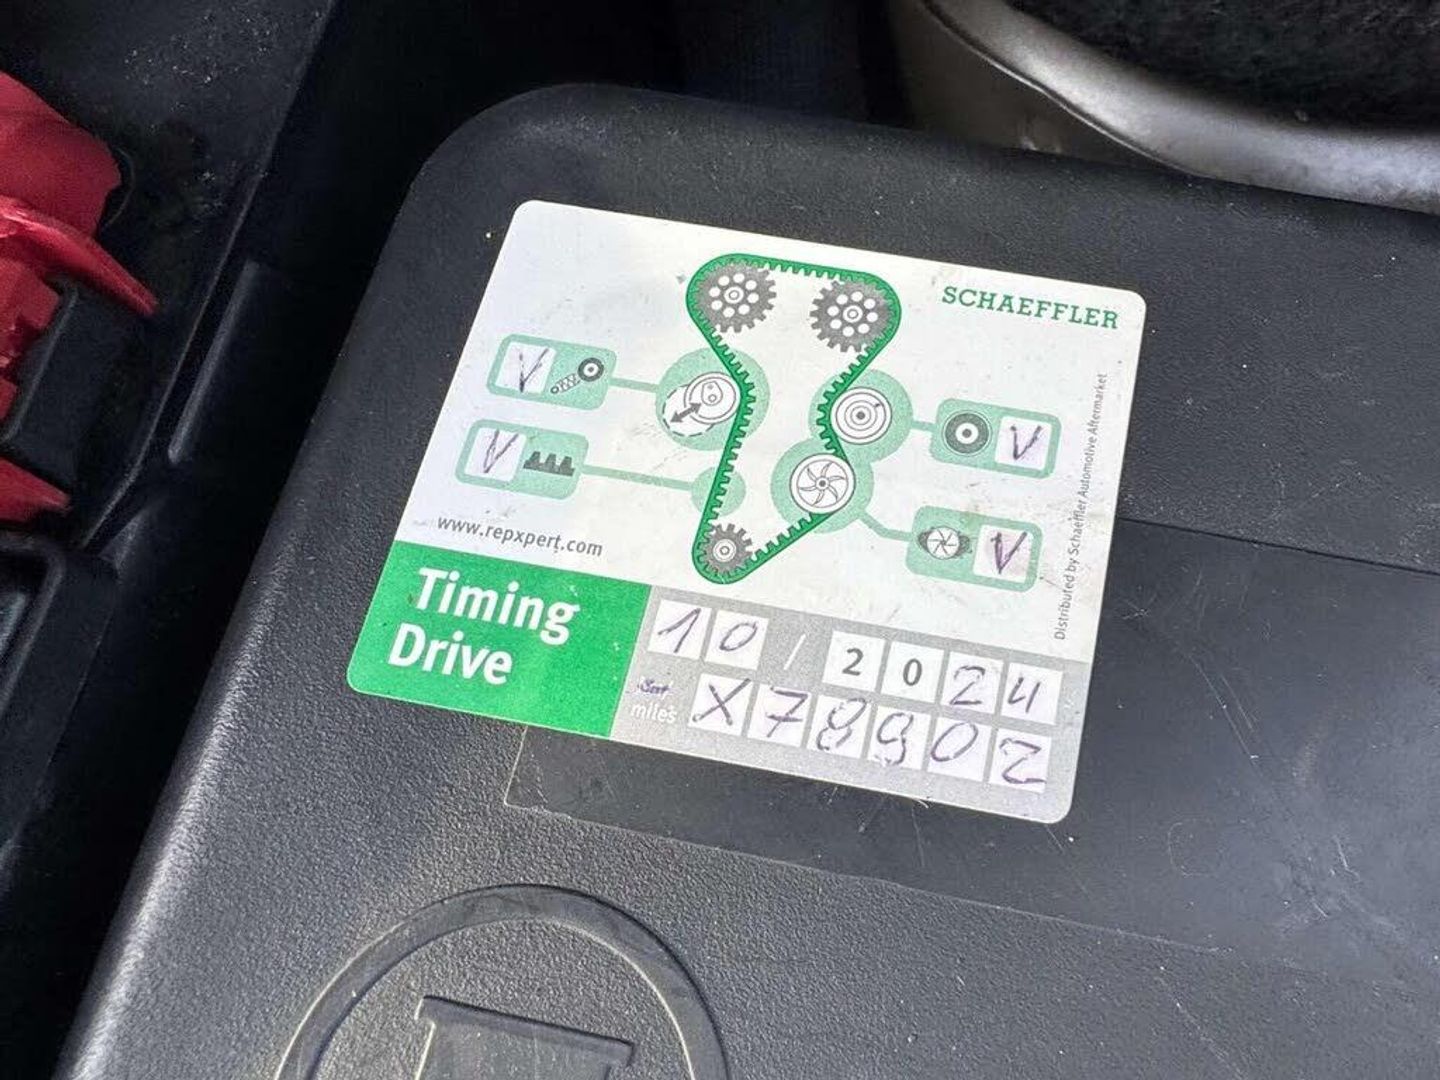 SCHAEFFLER
V
V
V
V
www.repxpert.com
Distributed by Schaeffler Automotive Aftermarket
Timing
Drive
10 / 2024
miles X78902